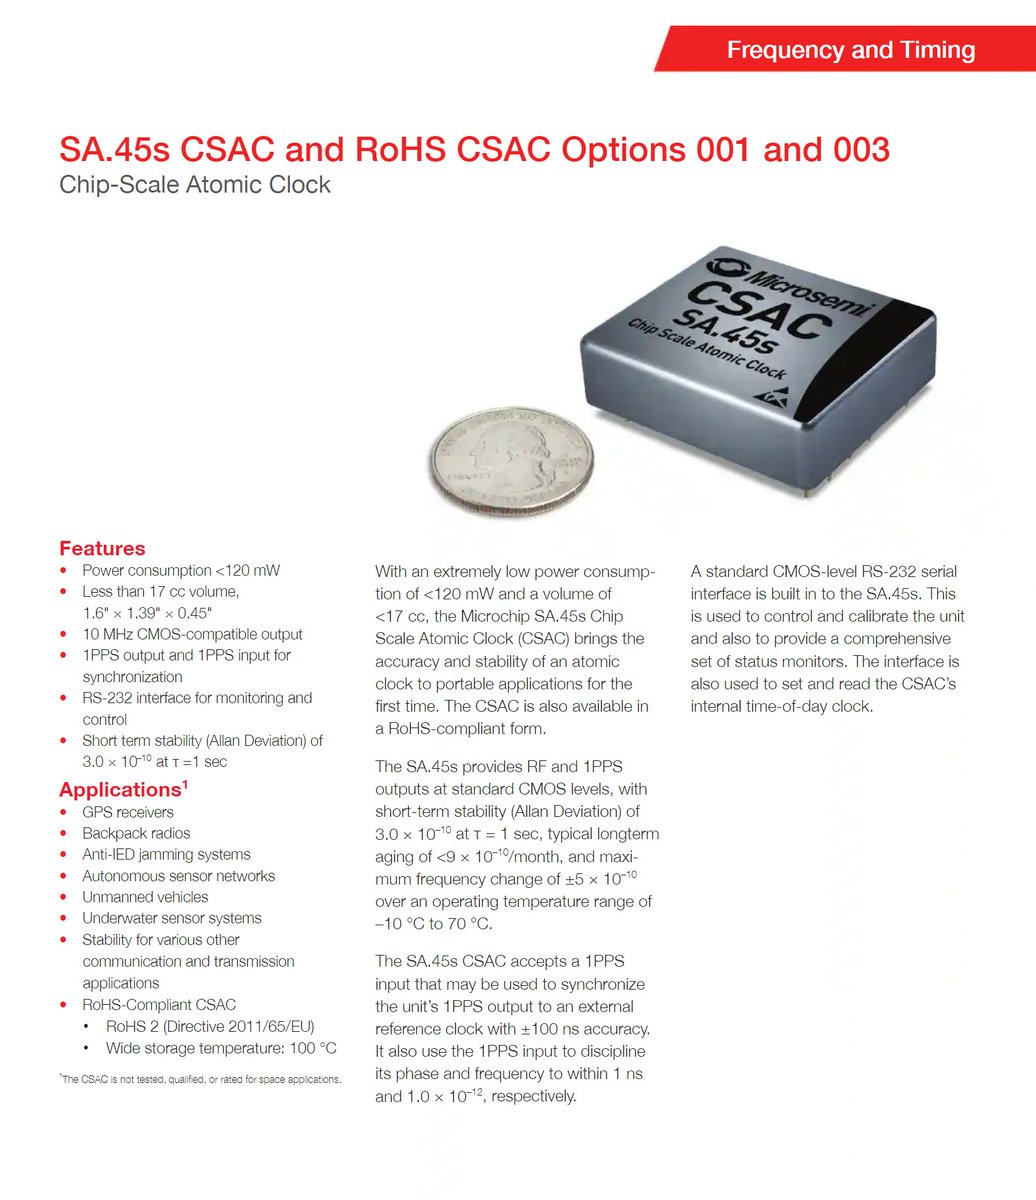 Frequency and Timing
SA.45s CSAC and RoHS CSAC Options 001 and 003
Chip-Scale Atomic Clock
Microsemi
CSAC
SA.45s
Chip Scale Atomic Clock
Features
• Power consumption <120 mW
• Less than 17 cc volume,
1.6" × 1.39" × 0.45"
• 10 MHz CMOS-compatible output
• 1PPS output and 1PPS input for
synchronization
• RS-232 interface for monitoring and
control
• Short term stability (Allan Deviation) of
3.0 × 10⁻¹⁰ at τ =1 sec
Applications¹
• GPS receivers
• Backpack radios
• Anti-IED jamming systems
• Autonomous sensor networks
• Unmanned vehicles
• Underwater sensor systems
• Stability for various other
communication and transmission
applications
• RoHS-Compliant CSAC
• RoHS 2 (Directive 2011/65/EU)
• Wide storage temperature: 100 °C
*The CSAC is not tested, qualified, or rated for space applications.
With an extremely low power consump-
tion of <120 mW and a volume of
<17 cc, the Microchip SA.45s Chip
Scale Atomic Clock (CSAC) brings the
accuracy and stability of an atomic
clock to portable applications for the
first time. The CSAC is also available in
a RoHS-compliant form.
The SA.45s provides RF and 1PPS
outputs at standard CMOS levels, with
short-term stability (Allan Deviation) of
3.0 × 10⁻¹⁰ at τ = 1 sec, typical longterm
aging of <9 × 10⁻¹⁰/month, and maxi-
mum frequency change of ±5 × 10⁻¹⁰
over an operating temperature range of
–10 °C to 70 °C.
The SA.45s CSAC accepts a 1PPS
input that may be used to synchronize
the unit's 1PPS output to an external
reference clock with ±100 ns accuracy.
It also use the 1PPS input to discipline
its phase and frequency to within 1 ns
and 1.0 × 10⁻¹², respectively.
A standard CMOS-level RS-232 serial
interface is built in to the SA.45s. This
is used to control and calibrate the unit
and also to provide a comprehensive
set of status monitors. The interface is
also used to set and read the CSAC's
internal time-of-day clock.